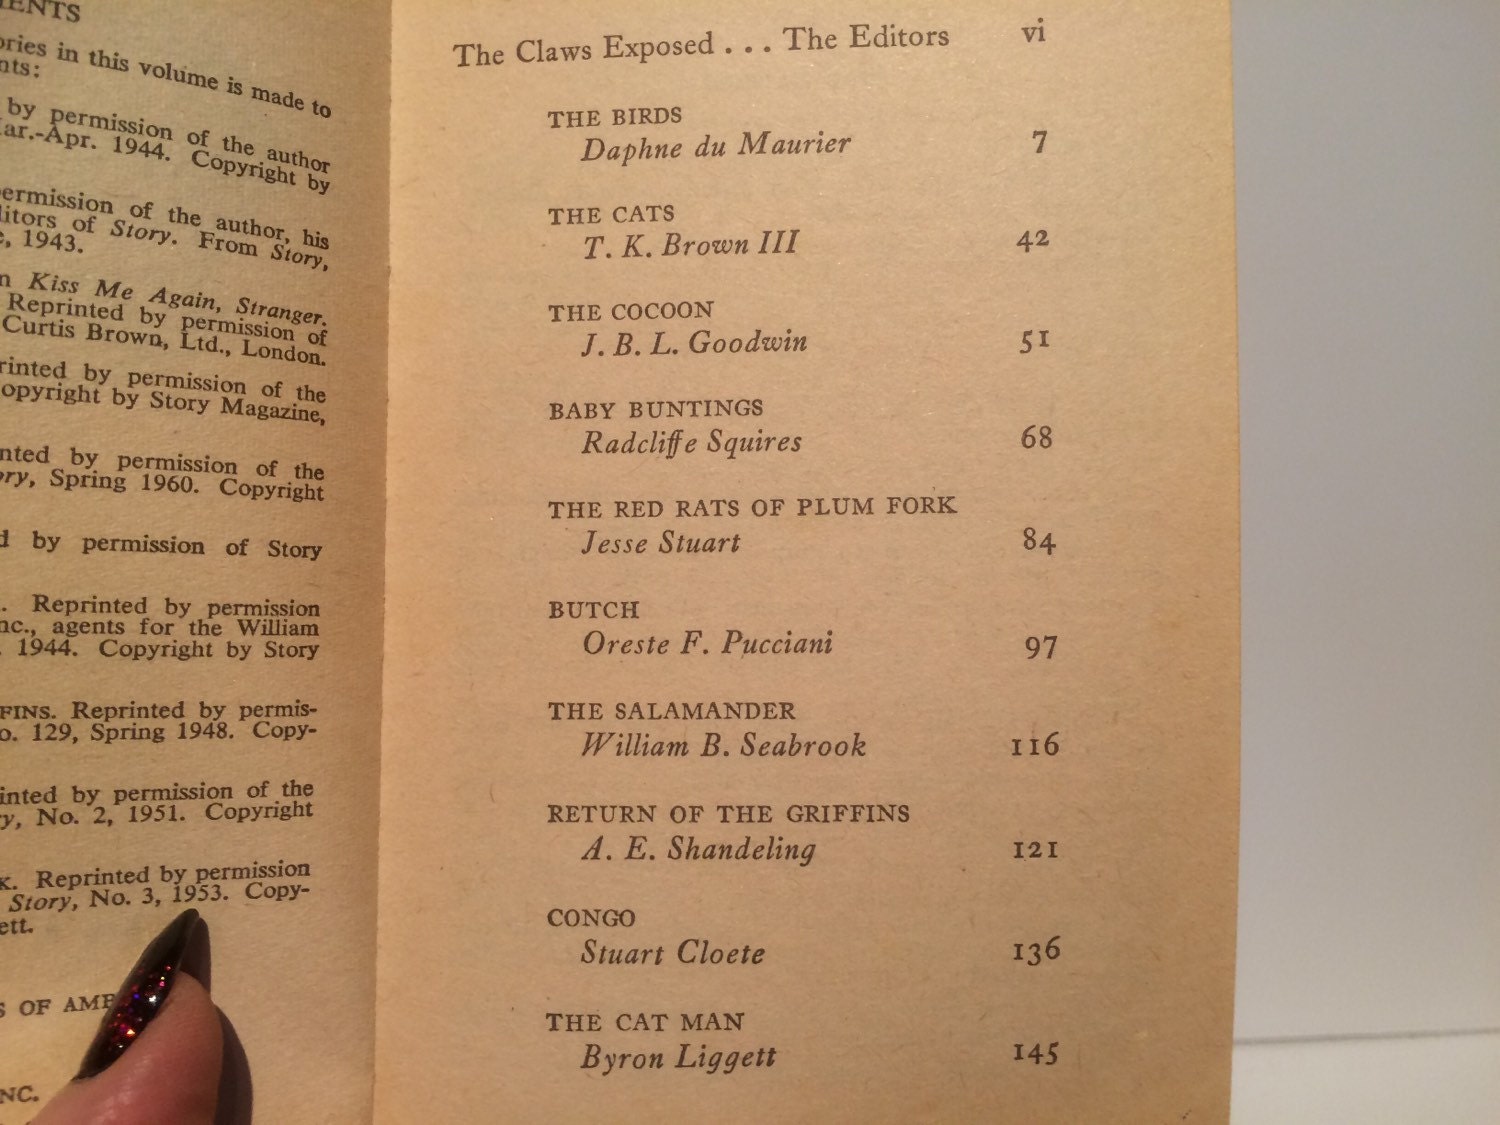 ENTS
ries in this volume is made to
nts:
by permission of the author
ar.-Apr. 1944. Copyright by
ermission of the author, his
itors of Story. From Story,
, 1943.
n Kiss Me Again, Stranger.
Reprinted by permission of
Curtis Brown, Ltd., London.
rinted by permission of the
opyright by Story Magazine,
nted by permission of the
ry, Spring 1960. Copyright
d by permission of Story
. Reprinted by permission
nc., agents for the William
. 1944. Copyright by Story
FINS. Reprinted by permis-
o. 129, Spring 1948. Copy-
inted by permission of the
y, No. 2, 1951. Copyright
K. Reprinted by permission
Story, No. 3, 1953. Copy-
ett.
S OF AME
NC.
The Claws Exposed . . . The Editors vi
THE BIRDS
Daphne du Maurier 7
THE CATS
T. K. Brown III 42
THE COCOON
J. B. L. Goodwin 51
BABY BUNTINGS
Radcliffe Squires 68
THE RED RATS OF PLUM FORK
Jesse Stuart 84
BUTCH
Oreste F. Pucciani 97
THE SALAMANDER
William B. Seabrook 116
RETURN OF THE GRIFFINS
A. E. Shandeling 121
CONGO
Stuart Cloete 136
THE CAT MAN
Byron Liggett 145